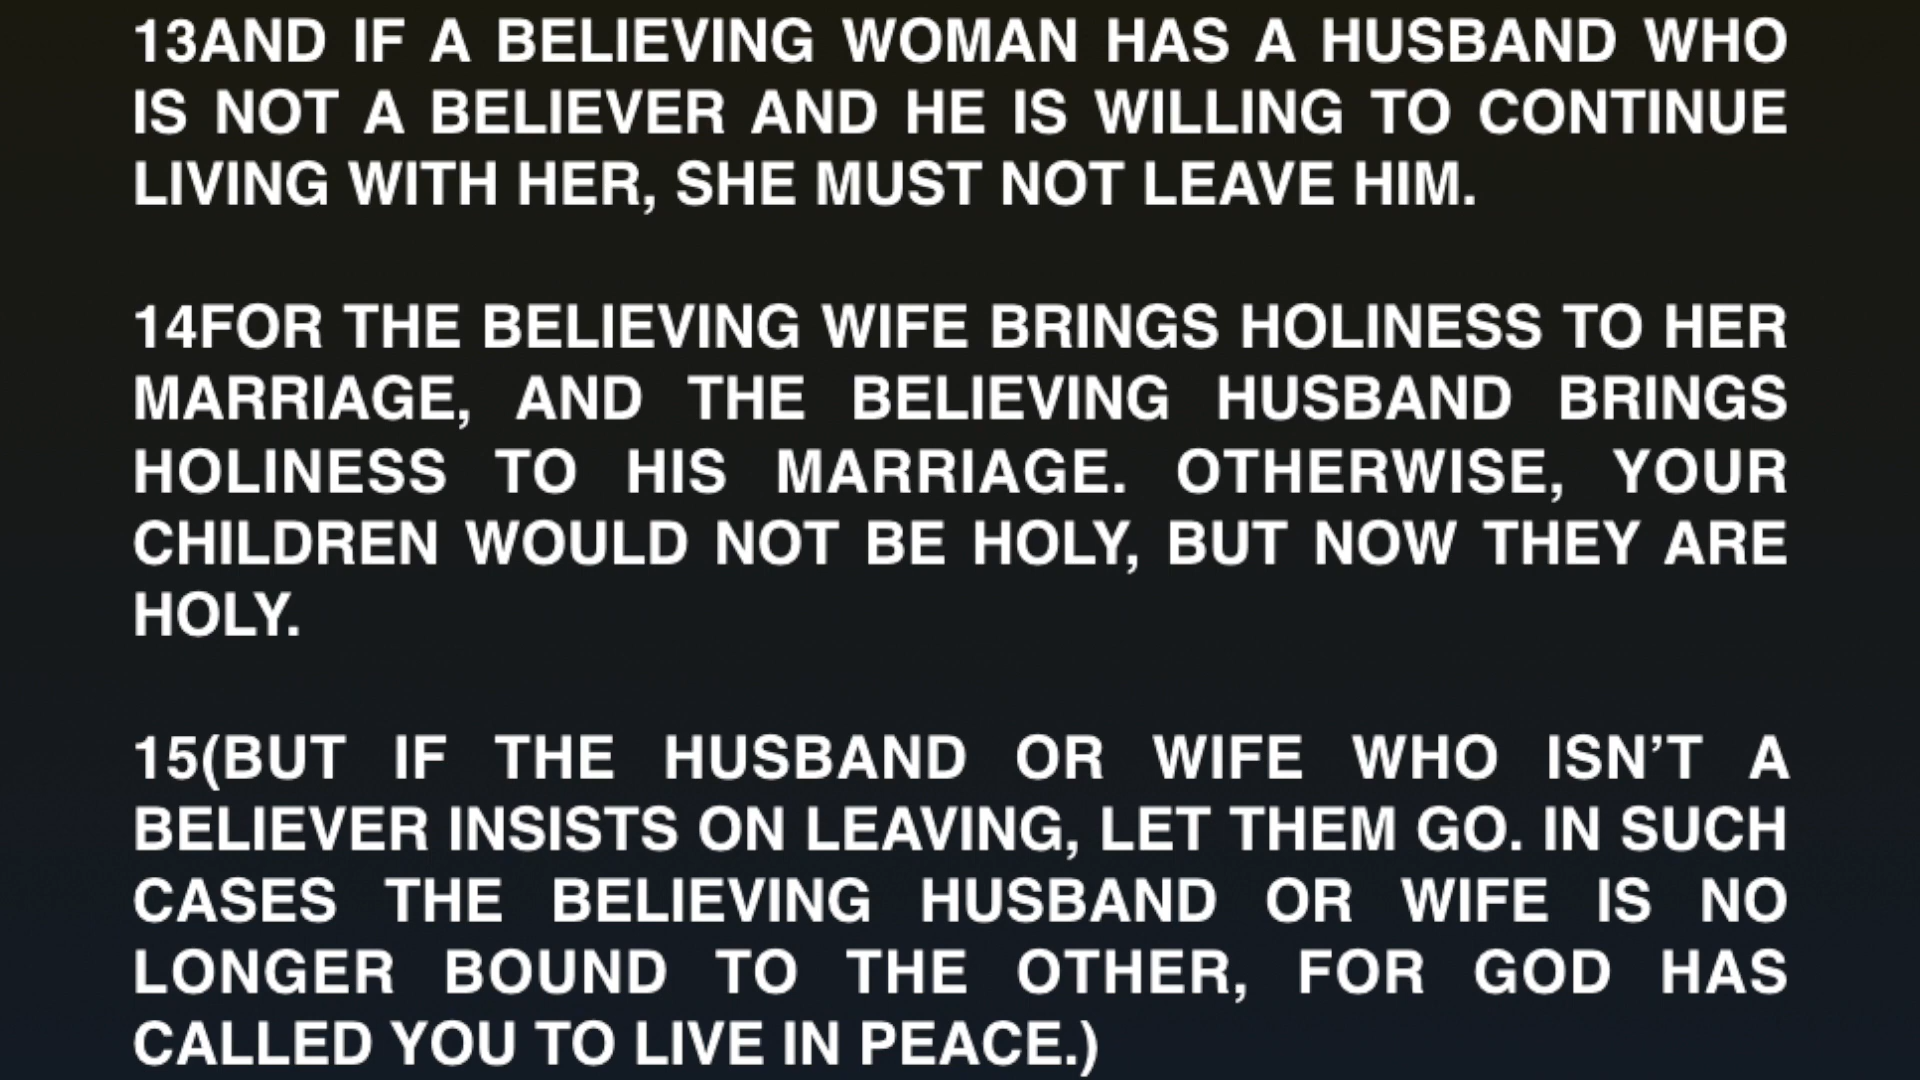 13AND IF A BELIEVING WOMAN HAS A HUSBAND WHO
IS NOT A BELIEVER AND HE IS WILLING TO CONTINUE
LIVING WITH HER, SHE MUST NOT LEAVE HIM.
14FOR THE BELIEVING WIFE BRINGS HOLINESS TO HER
MARRIAGE, AND THE BELIEVING HUSBAND BRINGS
HOLINESS TO HIS MARRIAGE. OTHERWISE, YOUR
CHILDREN WOULD NOT BE HOLY, BUT NOW THEY ARE
HOLY.
15(BUT IF THE HUSBAND OR WIFE WHO ISN’T A
BELIEVER INSISTS ON LEAVING, LET THEM GO. IN SUCH
CASES THE BELIEVING HUSBAND OR WIFE IS NO
LONGER BOUND TO THE OTHER, FOR GOD HAS
CALLED YOU TO LIVE IN PEACE.)